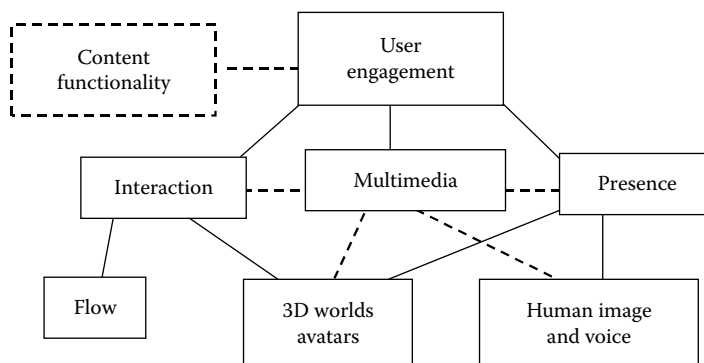 Content
functionality
User
engagement
Interaction
Multimedia
Presence
Flow
3D worlds
avatars
Human image
and voice